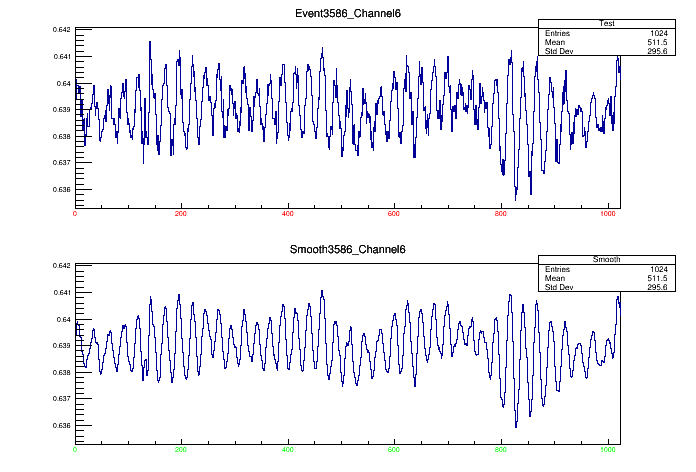 Event3586_Channel6
Test
Entries 1024
Mean 511.5
Std Dev 295.6
0.642
0.641
0.64
0.639
0.638
0.637
0.636
0 200 400 600 800 1000
Smooth3586_Channel6
Smooth
Entries 1024
Mean 511.5
Std Dev 295.6
0.642
0.641
0.64
0.639
0.638
0.637
0.636
0 200 400 600 800 1000